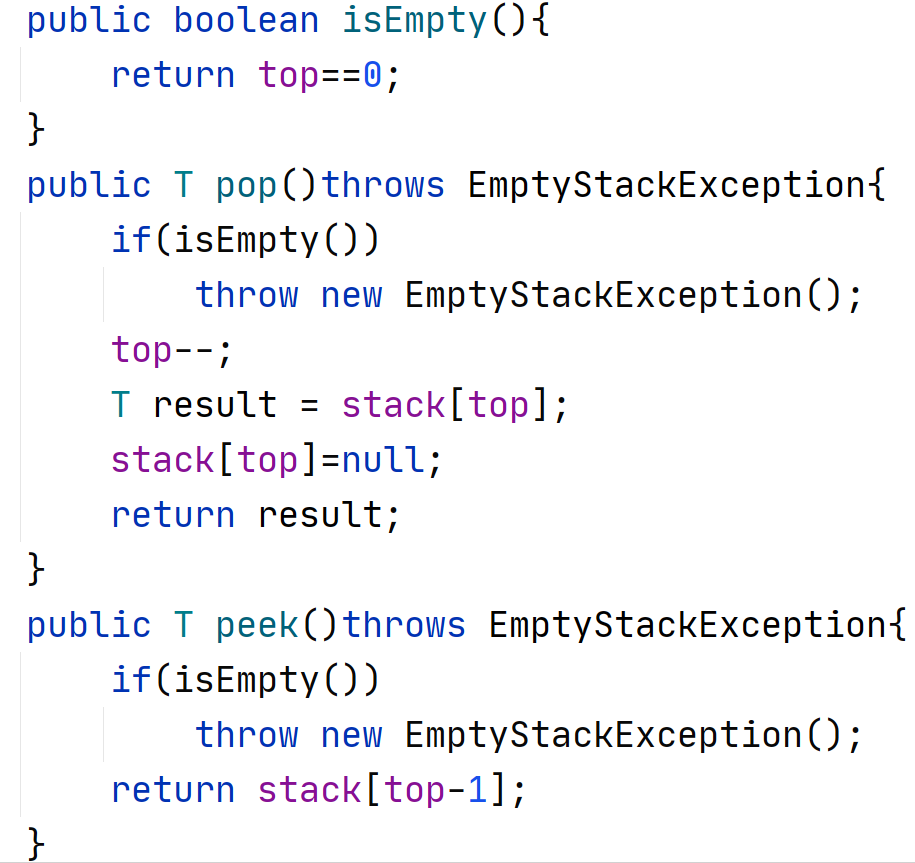 public boolean isEmpty(){
    return top==0;
}
public T pop()throws EmptyStackException{
    if(isEmpty())
        throw new EmptyStackException();
    top--;
    T result = stack[top];
    stack[top]=null;
    return result;
}
public T peek()throws EmptyStackException{
    if(isEmpty())
        throw new EmptyStackException();
    return stack[top-1];
}